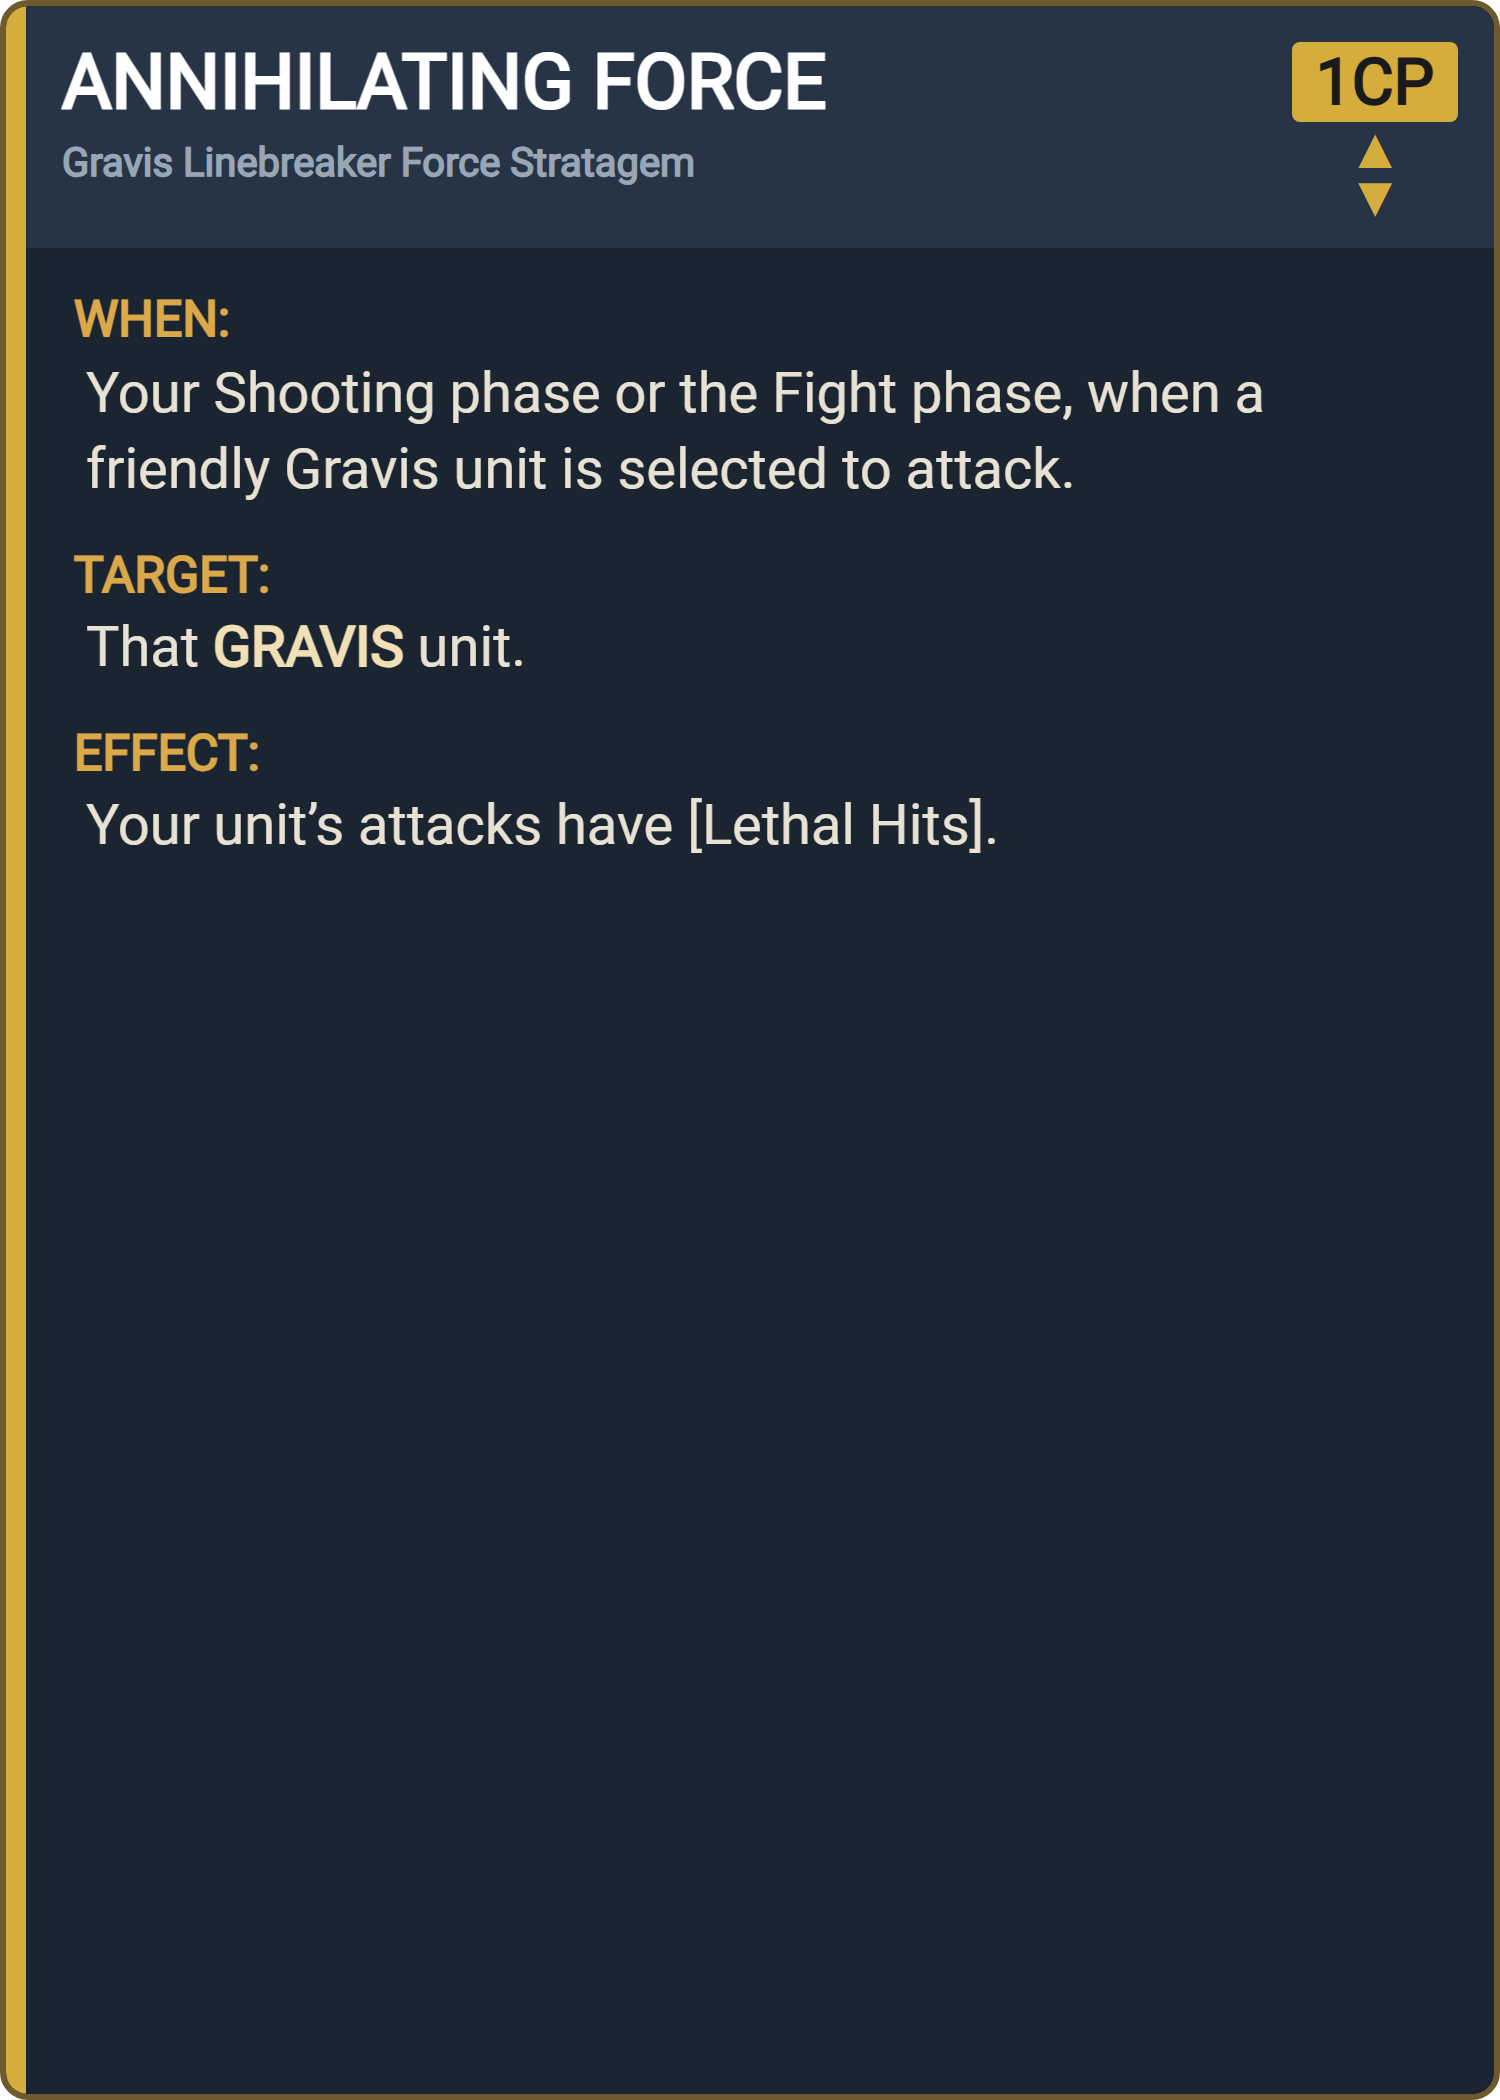 ANNIHILATING FORCE
1CP
Gravis Linebreaker Force Stratagem
▲
▼
WHEN:
Your Shooting phase or the Fight phase, when a
friendly Gravis unit is selected to attack.
TARGET:
That GRAVIS unit.
EFFECT:
Your unit’s attacks have [Lethal Hits].